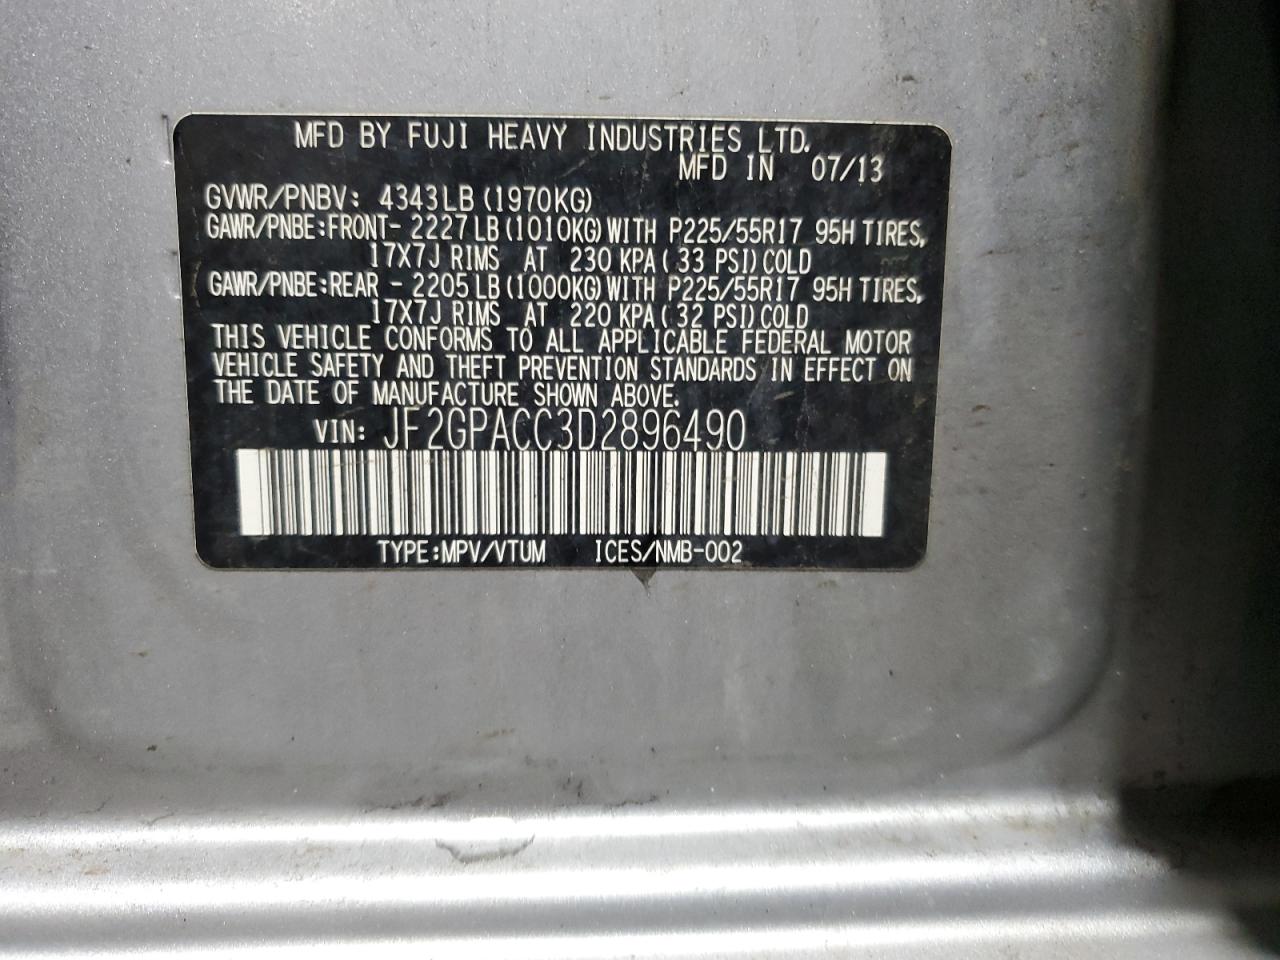 MFD BY FUJI HEAVY INDUSTRIES LTD.
MFD IN 07/13
GVWR/PNBV: 4343LB (1970KG)
GAWR/PNBE:FRONT- 2227LB (1010KG) WITH P225/55R17 95H TIRES,
17X7J RIMS AT 230 KPA (33 PSI) COLD
GAWR/PNBE:REAR - 2205LB (1000KG) WITH P225/55R17 95H TIRES,
17X7J RIMS AT 220 KPA (32 PSI) COLD
THIS VEHICLE CONFORMS TO ALL APPLICABLE FEDERAL MOTOR
VEHICLE SAFETY AND THEFT PREVENTION STANDARDS IN EFFECT ON
THE DATE OF MANUFACTURE SHOWN ABOVE.
VIN: JF2GPACC3D2896490
TYPE:MPV/VTUM ICES/NMB-002